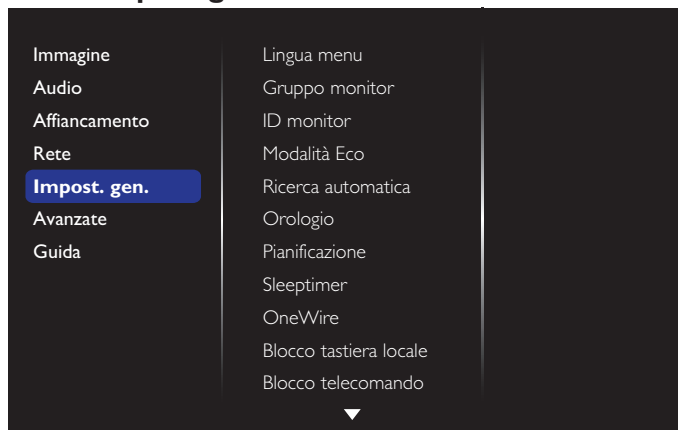 Immagine
Audio
Affiancamento
Rete
Impost. gen.
Avanzate
Guida
Lingua menu
Gruppo monitor
ID monitor
Modalità Eco
Ricerca automatica
Orologio
Pianificazione
Sleeptimer
OneWire
Blocco tastiera locale
Blocco telecomando